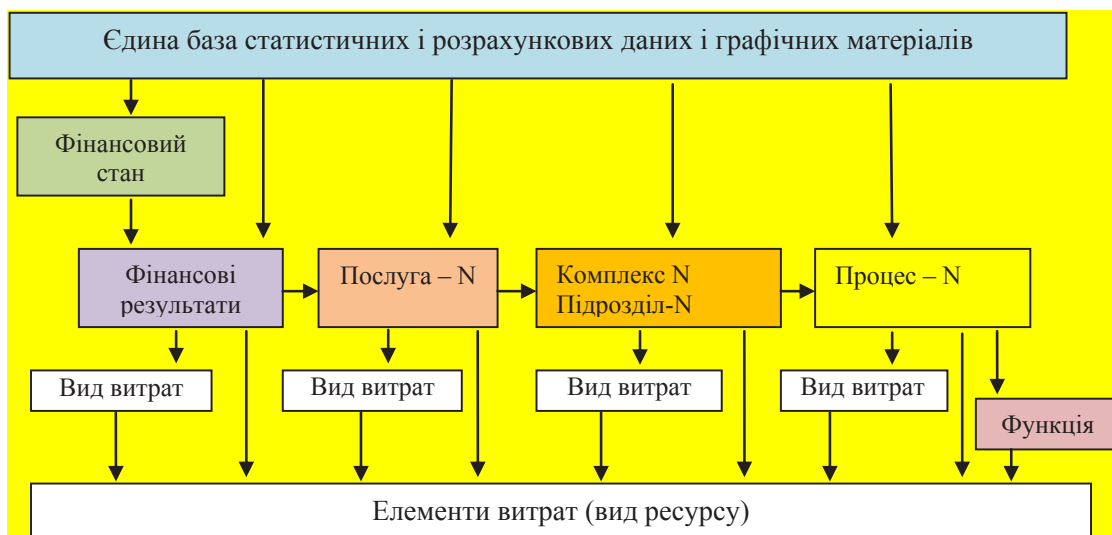 Єдина база статистичних і розрахункових даних і графічних матеріалів
Фінансовий
стан
Фінансові
результати
Послуга – N
Комплекс N
Підрозділ-N
Процес – N
Вид витрат
Вид витрат
Вид витрат
Вид витрат
Функція
Елементи витрат (вид ресурсу)